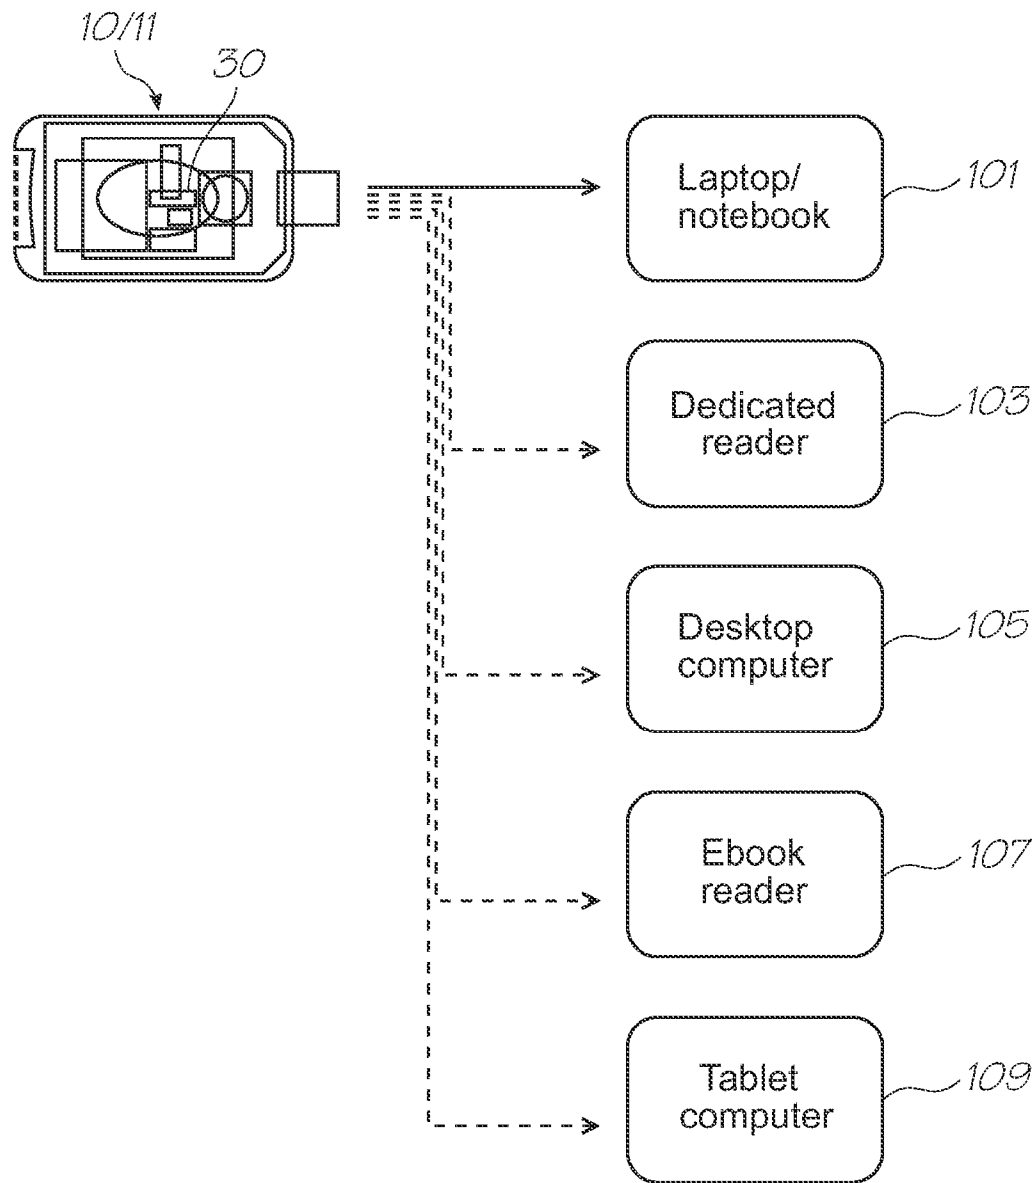 10/11
30
Laptop/
notebook
101
Dedicated
reader
103
Desktop
computer
105
Ebook
reader
107
Tablet
computer
109